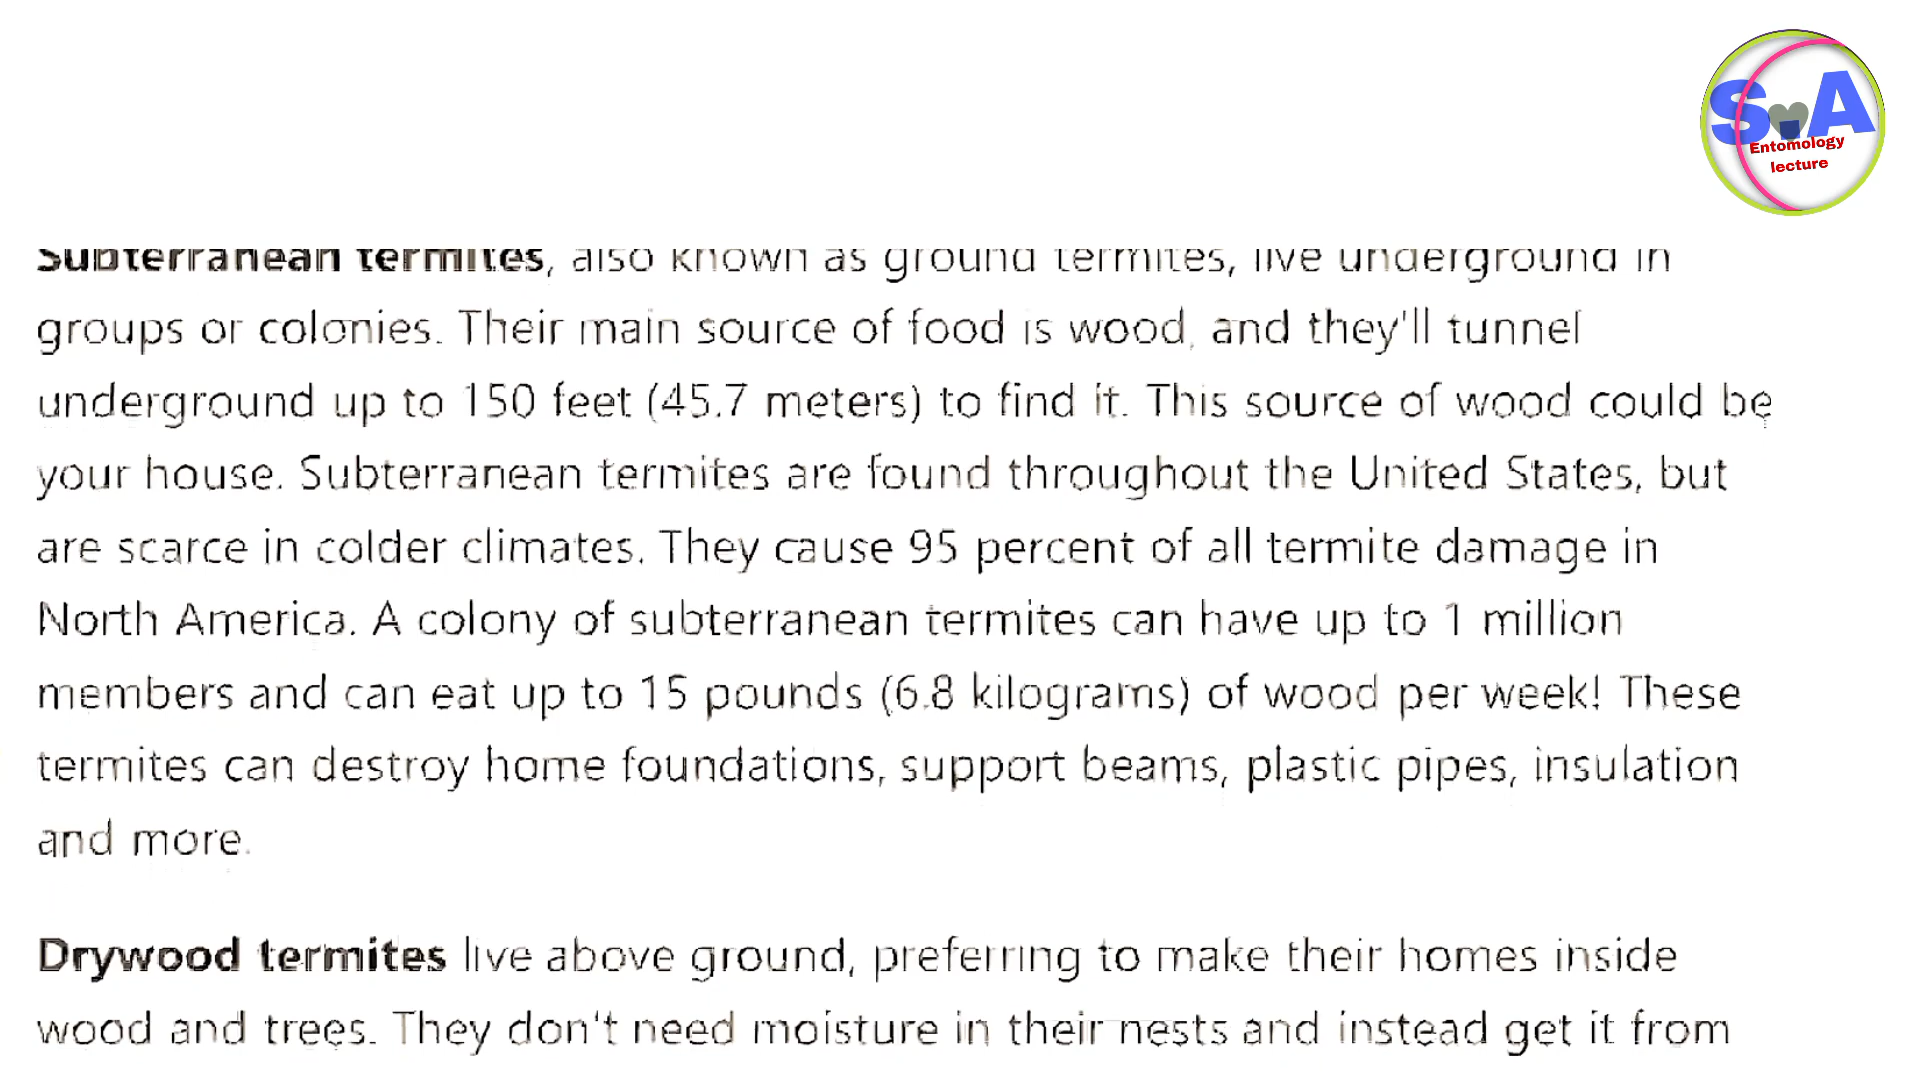 S A
Entomology
lecture
Subterranean termites, also known as ground termites, live underground in
groups or colonies. Their main source of food is wood, and they'll tunnel
underground up to 150 feet (45.7 meters) to find it. This source of wood could be
your house. Subterranean termites are found throughout the United States, but
are scarce in colder climates. They cause 95 percent of all termite damage in
North America. A colony of subterranean termites can have up to 1 million
members and can eat up to 15 pounds (6.8 kilograms) of wood per week! These
termites can destroy home foundations, support beams, plastic pipes, insulation
and more.
Drywood termites live above ground, preferring to make their homes inside
wood and trees. They don't need moisture in their nests and instead get it from